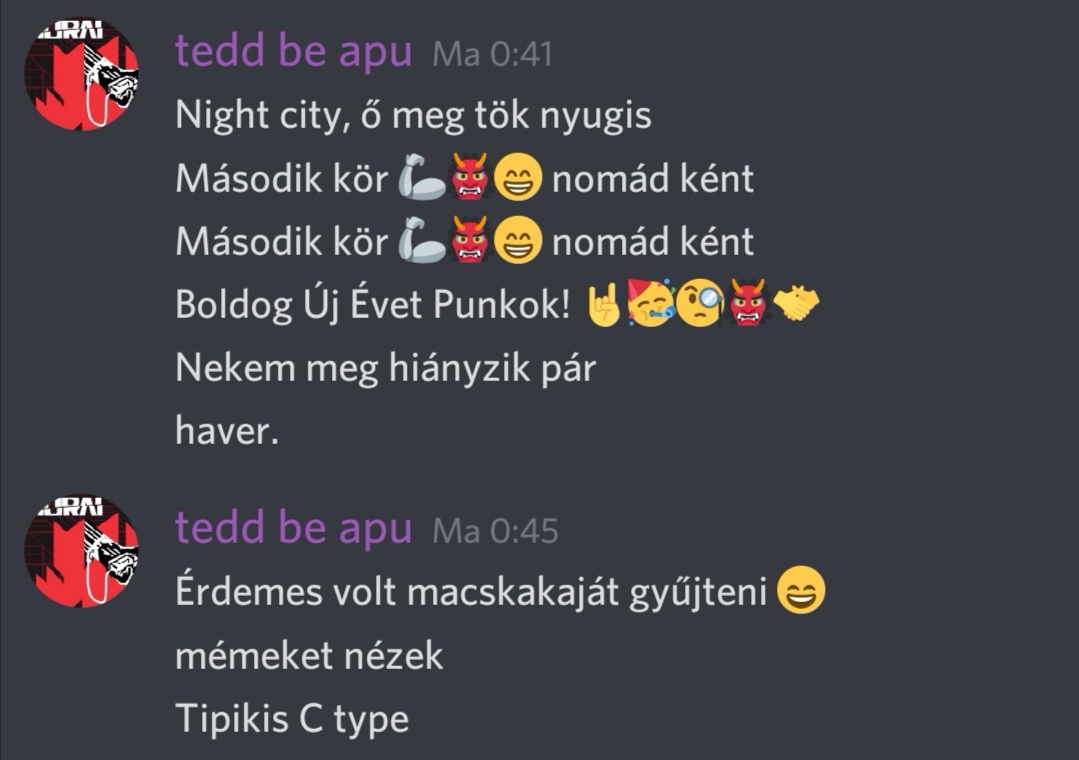 tedd be apu Ma 0:41
Night city, ő meg tök nyugis
Második kör 🦾👹😁 nomád ként
Második kör 🦾👹😁 nomád ként
Boldog Új Évet Punkok! 🤘🥳🧐👹🤝
Nekem meg hiányzik pár
haver.
tedd be apu Ma 0:45
Érdemes volt macskakaját gyűjteni 😄
mémeket nézek
Tipikis C type